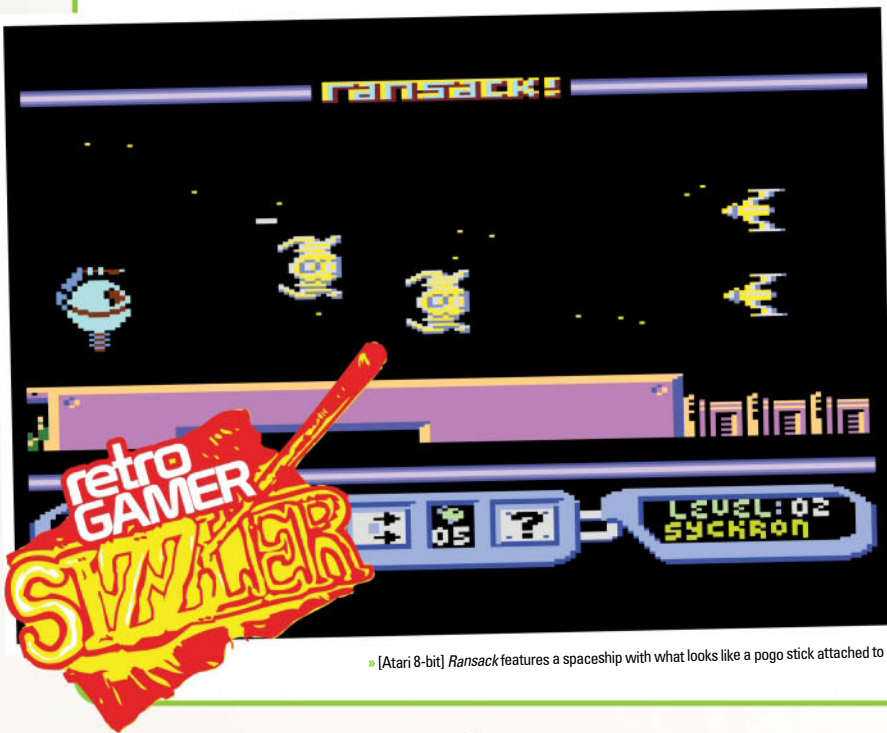 ransack!
retro
GAMER
SIZZLER
05
?
LEVEL:02
SYCKRON
» [Atari 8-bit] Ransack features a spaceship with what looks like a pogo stick attached to